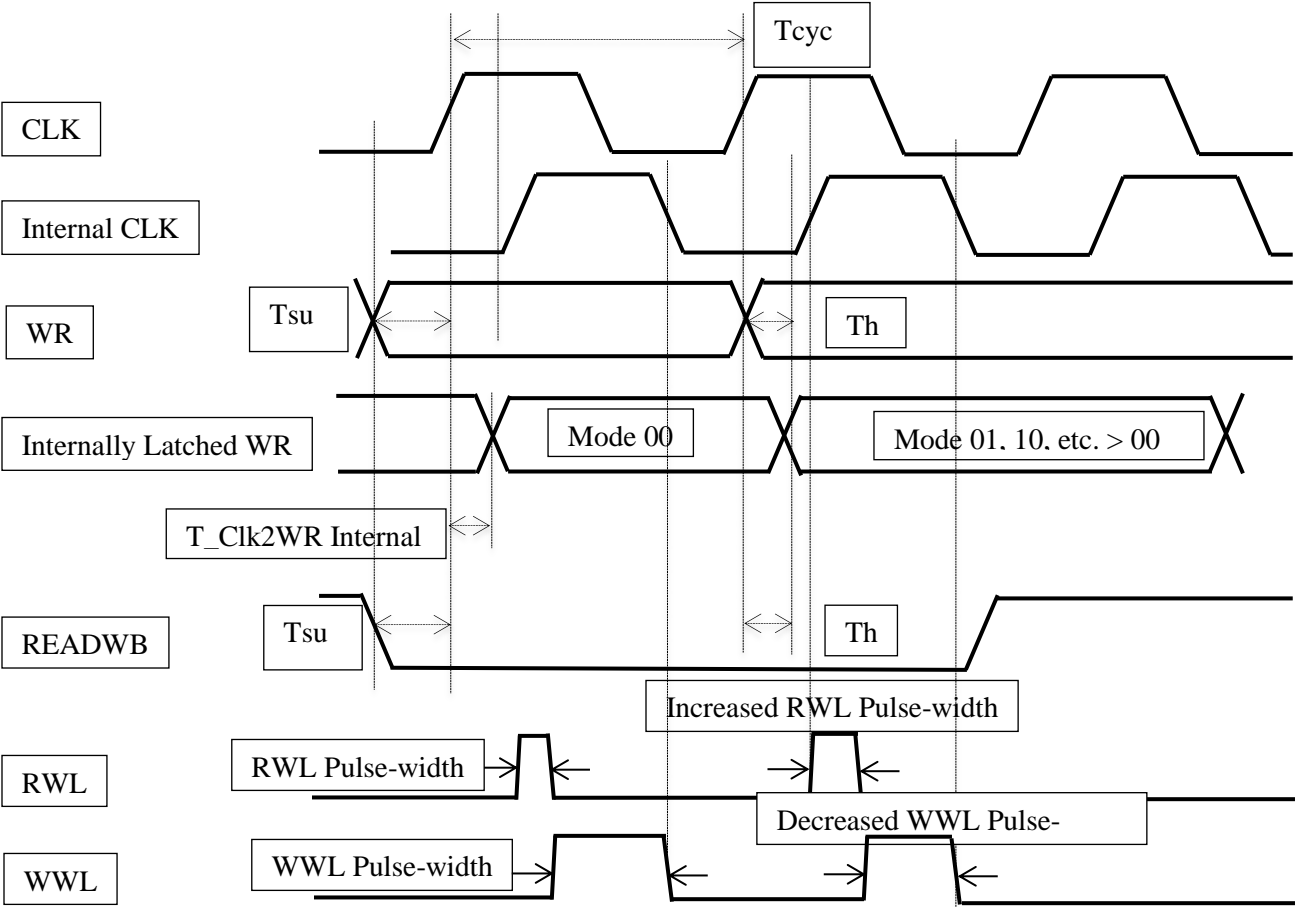 Tcyc
CLK
Internal CLK
Tsu
WR
Th
Mode 00
Internally Latched WR
Mode 01, 10, etc. > 00
T_Clk2WR Internal
Tsu
Th
READWB
Increased RWL Pulse-width
RWL Pulse-width
RWL
Decreased WWL Pulse-
WWL Pulse-width
WWL